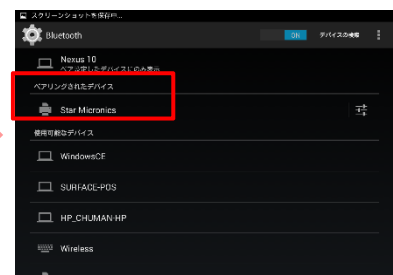 スクリーンショットを保存中...
Bluetooth
ON
デバイスの検索
Nexus 10
ペア設定したデバイスにのみ表示
ペアリングされたデバイス
Star Micronics
使用可能なデバイス
WindowsCE
SURFACE-POS
HP_CHUMAN-HP
Wireless